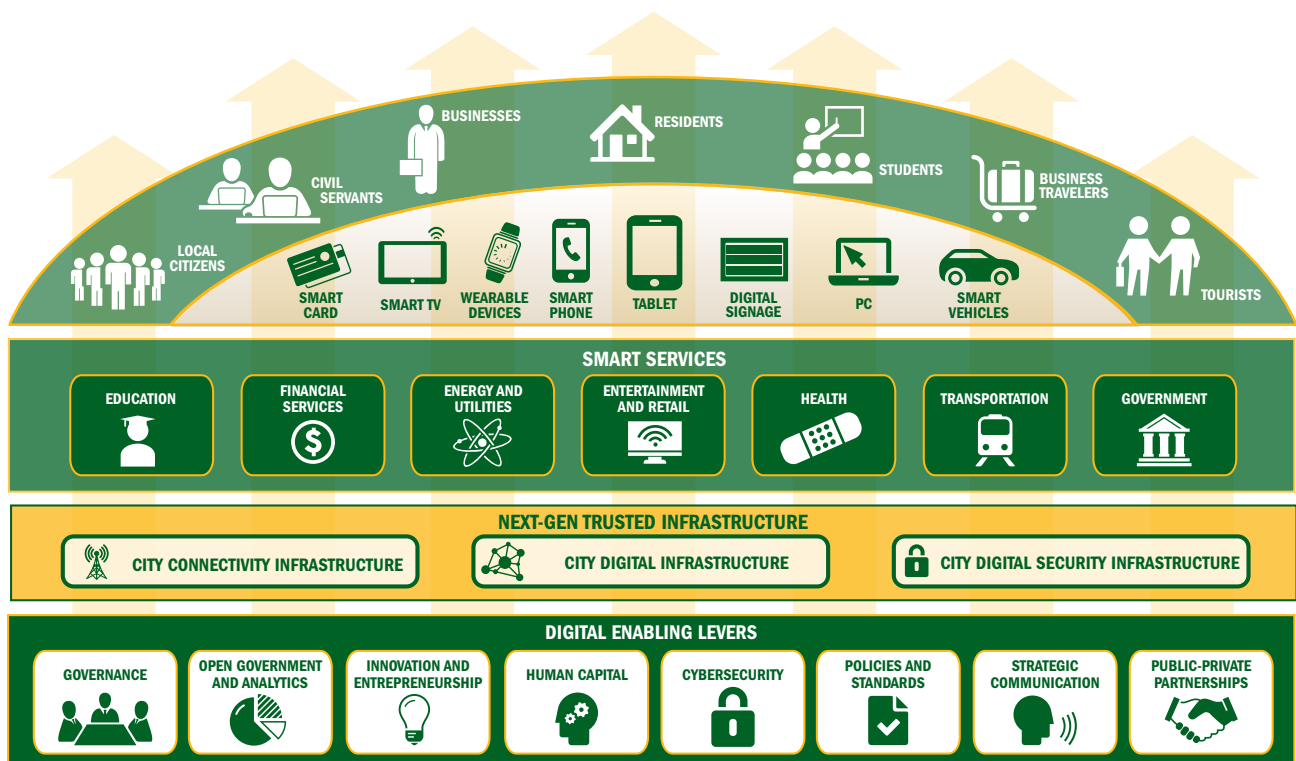 BUSINESSES
RESIDENTS
STUDENTS
CIVIL
SERVANTS
BUSINESS
TRAVELERS
LOCAL
CITIZENS
TOURISTS
SMART
CARD
SMART TV
WEARABLE
DEVICES
SMART
PHONE
TABLET
DIGITAL
SIGNAGE
PC
SMART
VEHICLES
SMART SERVICES
EDUCATION
FINANCIAL
SERVICES
$
ENERGY AND
UTILITIES
ENTERTAINMENT
AND RETAIL
HEALTH
TRANSPORTATION
GOVERNMENT
NEXT-GEN TRUSTED INFRASTRUCTURE
CITY CONNECTIVITY INFRASTRUCTURE
CITY DIGITAL INFRASTRUCTURE
CITY DIGITAL SECURITY INFRASTRUCTURE
DIGITAL ENABLING LEVERS
GOVERNANCE
OPEN GOVERNMENT
AND ANALYTICS
INNOVATION AND
ENTREPRENEURSHIP
HUMAN CAPITAL
CYBERSECURITY
POLICIES AND
STANDARDS
STRATEGIC
COMMUNICATION
PUBLIC-PRIVATE
PARTNERSHIPS